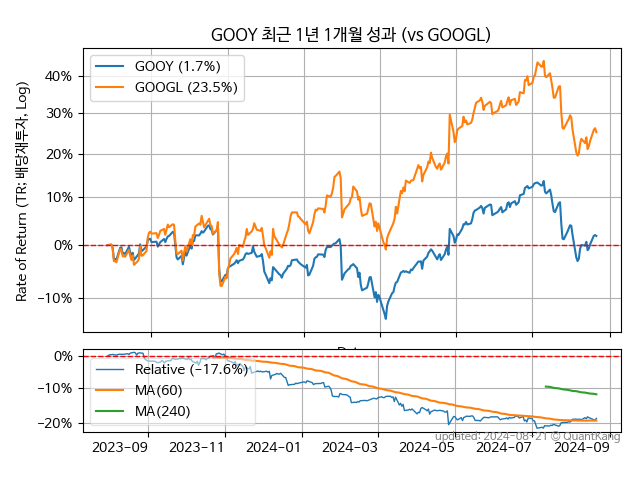 GOOY 최근 1년 1개월 성과 (vs GOOGL)
GOOY (1.7%)
GOOGL (23.5%)
Rate of Return (TR; 배당재투자, Log)
40%
30%
20%
10%
0%
−10%
0%
−10%
−20%
Relative (−17.6%)
MA(60)
MA(240)
updated: 2024-08-21 © QuantKang
2023−09
2023−11
2024−01
2024−03
2024−05
2024−07
2024−09